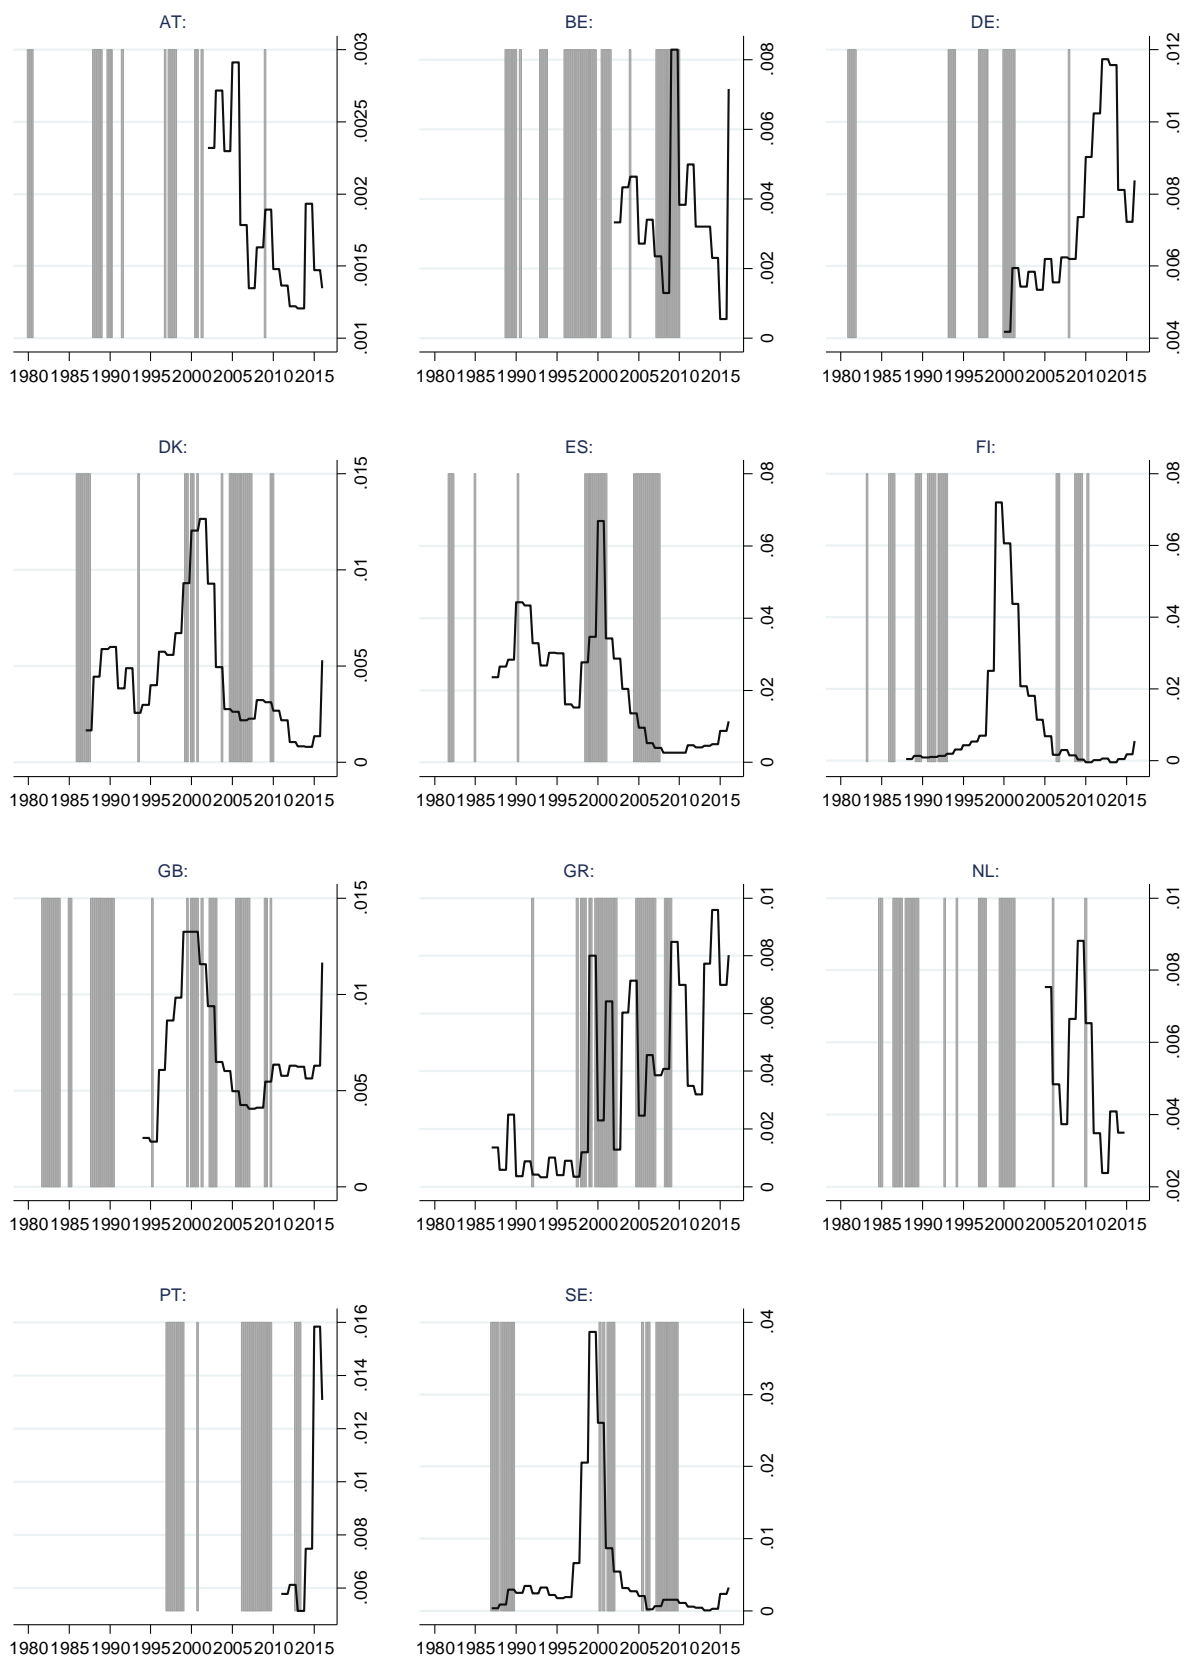 AT:
.001 .0015 .002 .0025 .003
1980 1985 1990 1995 2000 2005 2010 2015
BE:
0 .002 .004 .006 .008
1980 1985 1990 1995 2000 2005 2010 2015
DE:
.004 .006 .008 .01 .012
1980 1985 1990 1995 2000 2005 2010 2015
DK:
0 .005 .01 .015
1980 1985 1990 1995 2000 2005 2010 2015
ES:
0 .02 .04 .06 .08
1980 1985 1990 1995 2000 2005 2010 2015
FI:
0 .02 .04 .06 .08
1980 1985 1990 1995 2000 2005 2010 2015
GB:
0 .005 .01 .015
1980 1985 1990 1995 2000 2005 2010 2015
GR:
0 .002 .004 .006 .008 .01
1980 1985 1990 1995 2000 2005 2010 2015
NL:
.002 .004 .006 .008 .01
1980 1985 1990 1995 2000 2005 2010 2015
PT:
.006 .008 .01 .012 .014 .016
1980 1985 1990 1995 2000 2005 2010 2015
SE:
0 .01 .02 .03 .04
1980 1985 1990 1995 2000 2005 2010 2015